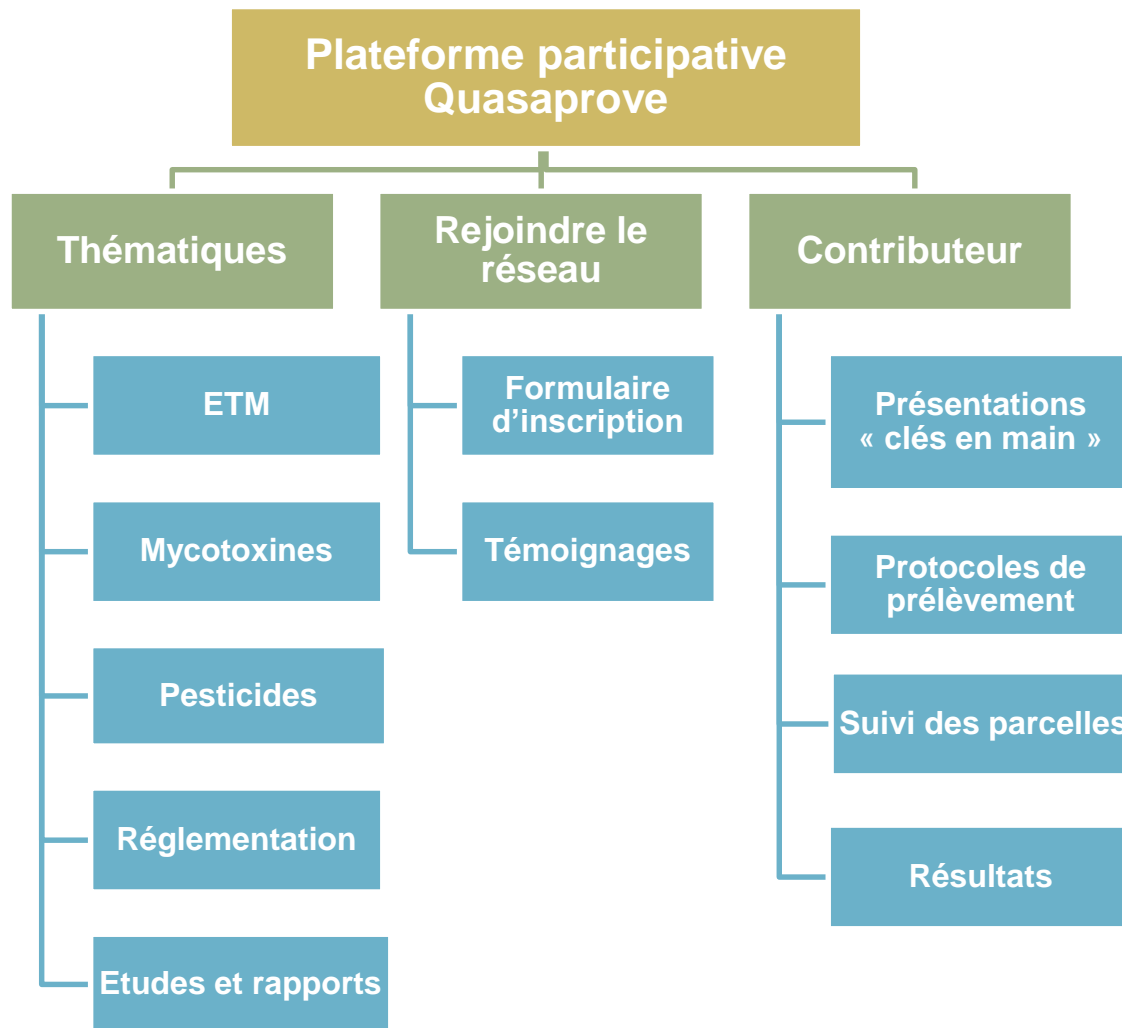 Plateforme participative
Quasaprove
Thématiques
Rejoindre le
réseau
Contributeur
ETM
Mycotoxines
Pesticides
Réglementation
Etudes et rapports
Formulaire
d’inscription
Témoignages
Présentations
« clés en main »
Protocoles de
prélèvement
Suivi des parcelles
Résultats